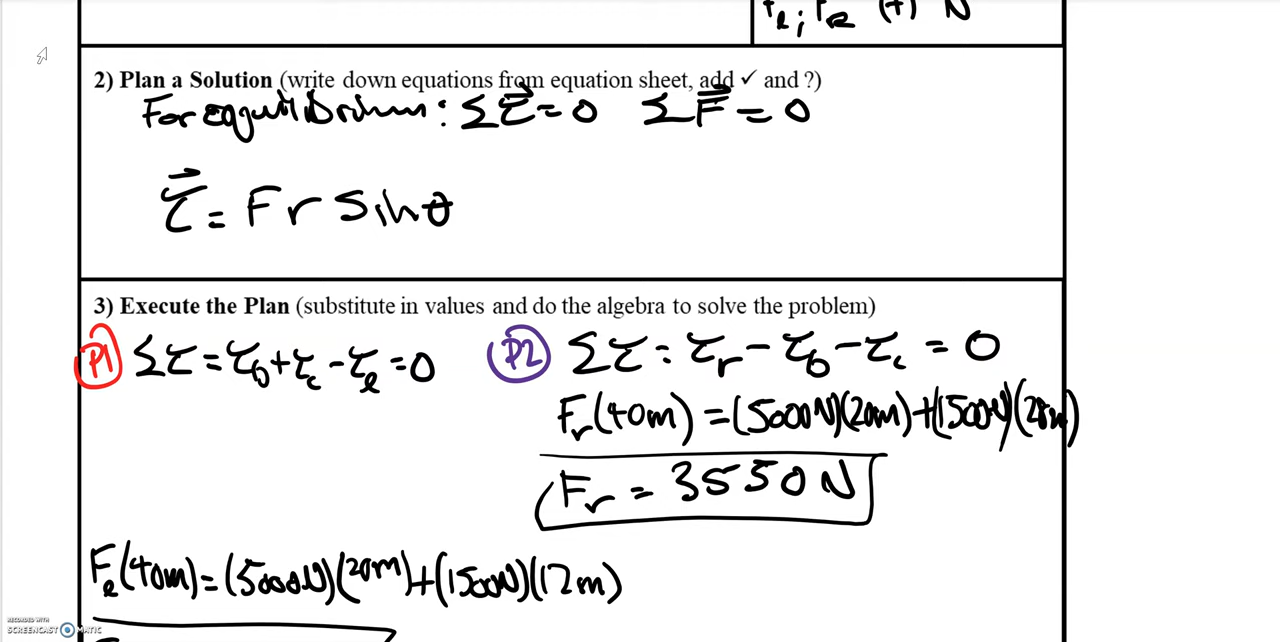 F_l ; F_R (+) N
2) Plan a Solution (write down equations from equation sheet, add ✓ and ?)
For equilibrium : Στ⃗ = 0 ΣF⃗ = 0
τ⃗ = F r sinθ
3) Execute the Plan (substitute in values and do the algebra to solve the problem)
P1 Στ = τ_b + τ_c - τ_l = 0
P2 Στ = τ_r - τ_b - τ_c = 0
F_r (40m) = (5000N)(20m) + (1500N)(28m)
F_r = 3550 N
F_l (40m) = (5000N)(20m) + (1500N)(12m)
RECORDED WITH
SCREENCAST MATIC